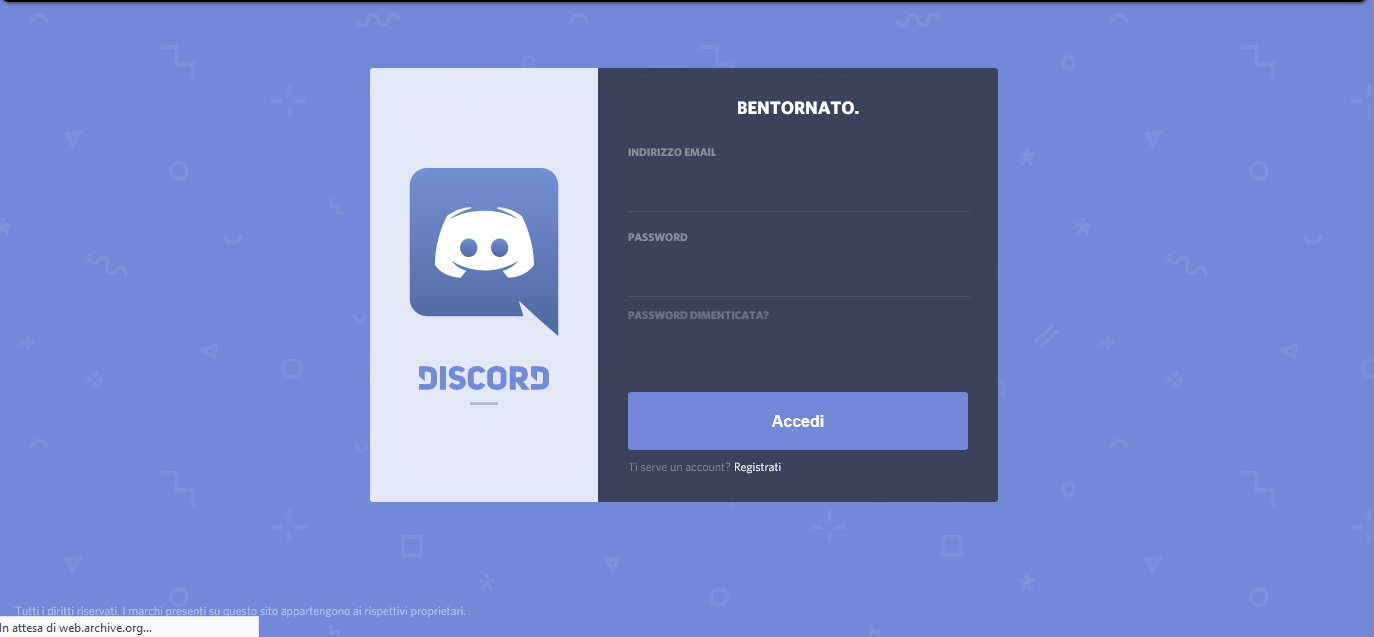 BENTORNATO.
INDIRIZZO EMAIL
PASSWORD
PASSWORD DIMENTICATA?
DISCORD
Accedi
Ti serve un account? Registrati
Tutti i diritti riservati. I marchi presenti su questo sito appartengono ai rispettivi proprietari.
In attesa di web.archive.org...